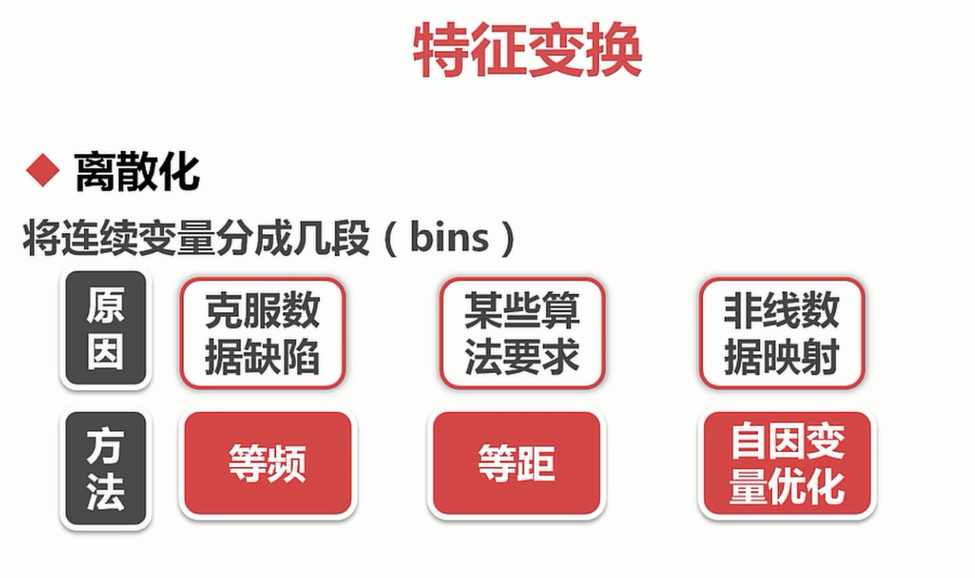 特征变换
离散化
将连续变量分成几段（bins）
原
因
克服数
据缺陷
某些算
法要求
非线数
据映射
方
法
等频
等距
自因变
量优化